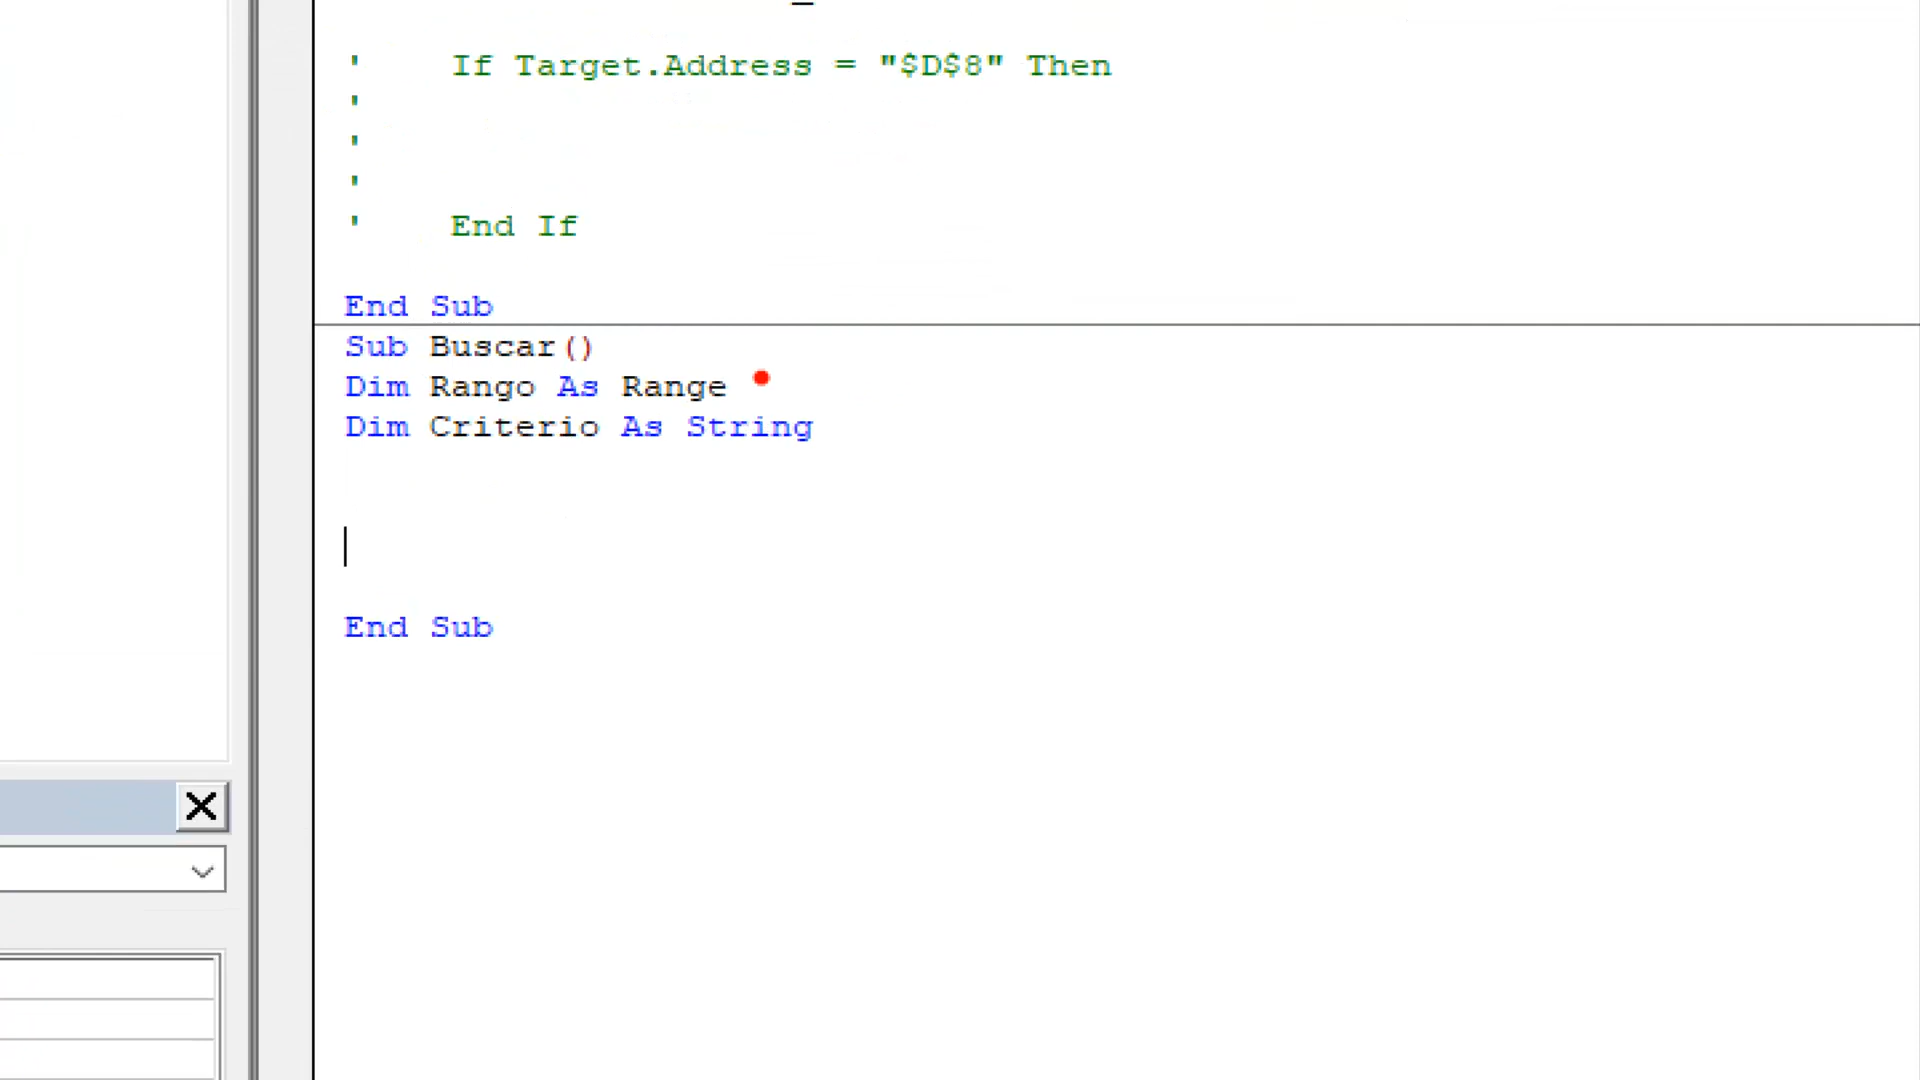 '    If Target.Address = "$D$8" Then
'
'
'
'    End If
End Sub
Sub Buscar()
Dim Rango As Range
Dim Criterio As String
End Sub